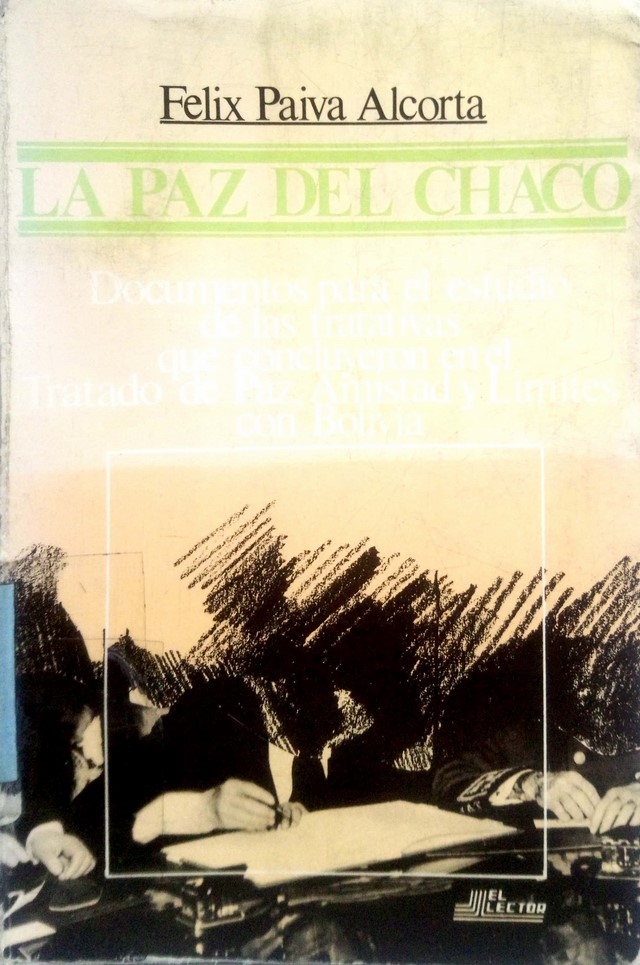 Felix Paiva Alcorta
LA PAZ DEL CHACO
Documentos para el estudio
de las tratativas
que concluyeron en el
Tratado de Paz, Amistad y Limites
con Bolivia
EL
LECTOR